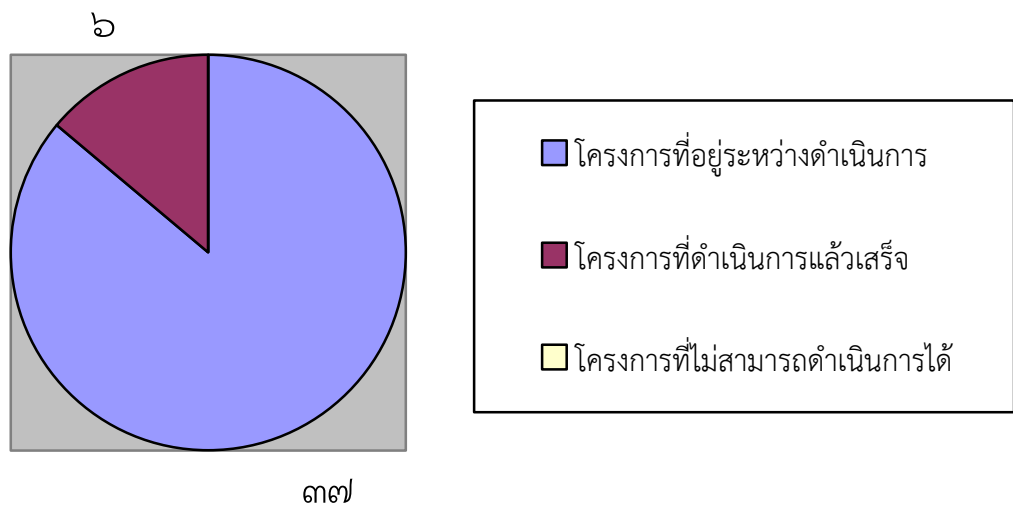 ๖
โครงการที่อยู่ระหว่างดำเนินการ
โครงการที่ดำเนินการแล้วเสร็จ
โครงการที่ไม่สามารถดำเนินการได้
๓๗